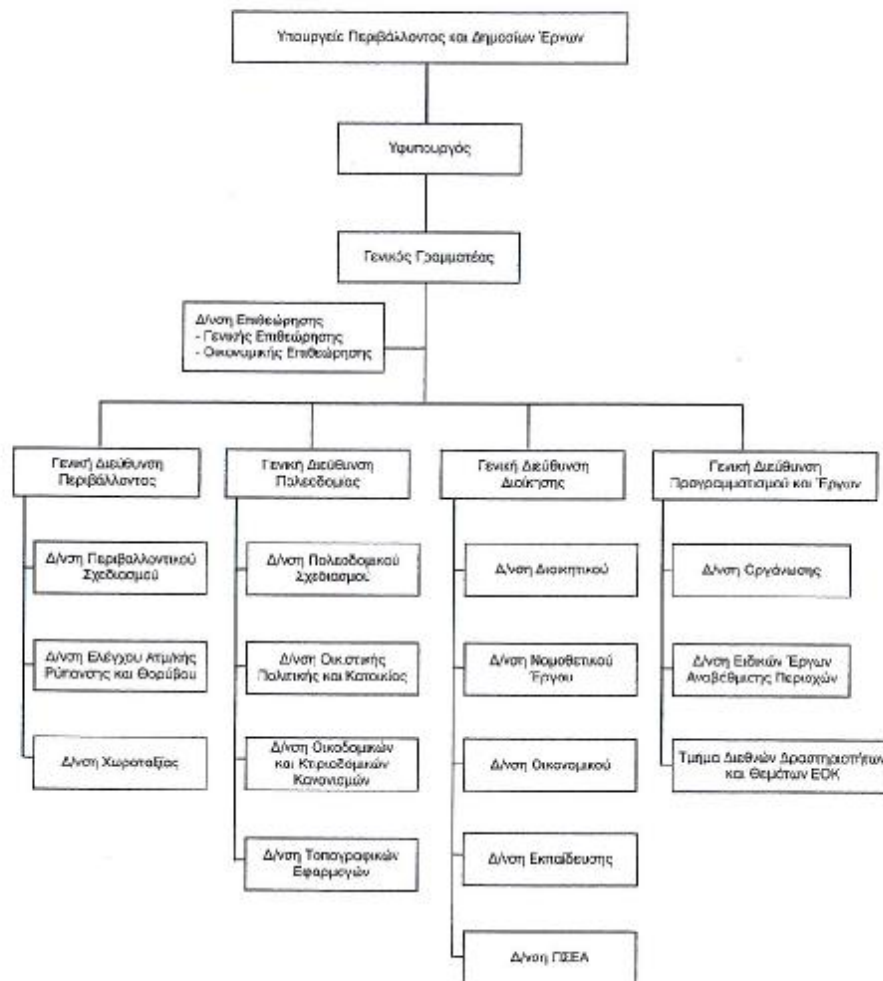 Υπουργείο Περιβάλλοντος και Δημοσίων Έργων
Υφυπουργός
Γενικός Γραμματέας
Δ/νση Επιθεώρησης
- Γενικής Επιθεώρησης
- Οικονομικής Επιθεώρησης
Γενική Διεύθυνση
Περιβάλλοντος
Γενική Διεύθυνση
Πολεοδομίας
Γενική Διεύθυνση
Διοίκησης
Γενική Διεύθυνση
Προγραμματισμού και Έργων
Δ/νση Περιβαλλοντικού
Σχεδιασμού
Δ/νση Πολεοδομικού
Σχεδιασμού
Δ/νση Διοικητικού
Δ/νση Οργάνωσης
Δ/νση Ελέγχου Ατμ/κής
Ρύπανσης και Θορύβου
Δ/νση Οικιστικής
Πολιτικής και Κατοικίας
Δ/νση Νομοθετικού
Έργου
Δ/νση Ειδικών Έργων
Αναβάθμισης Περιοχών
Δ/νση Χωροταξίας
Δ/νση Οικοδομικών
και Κτιριοδομικών
Κανονισμών
Δ/νση Οικονομικού
Τμήμα Διεθνών Δραστηριοτήτων
και Θεμάτων ΕΟΚ
Δ/νση Τοπογραφικών
Εφαρμογών
Δ/νση Εκπαίδευσης
Δ/νση ΠΣΕΑ